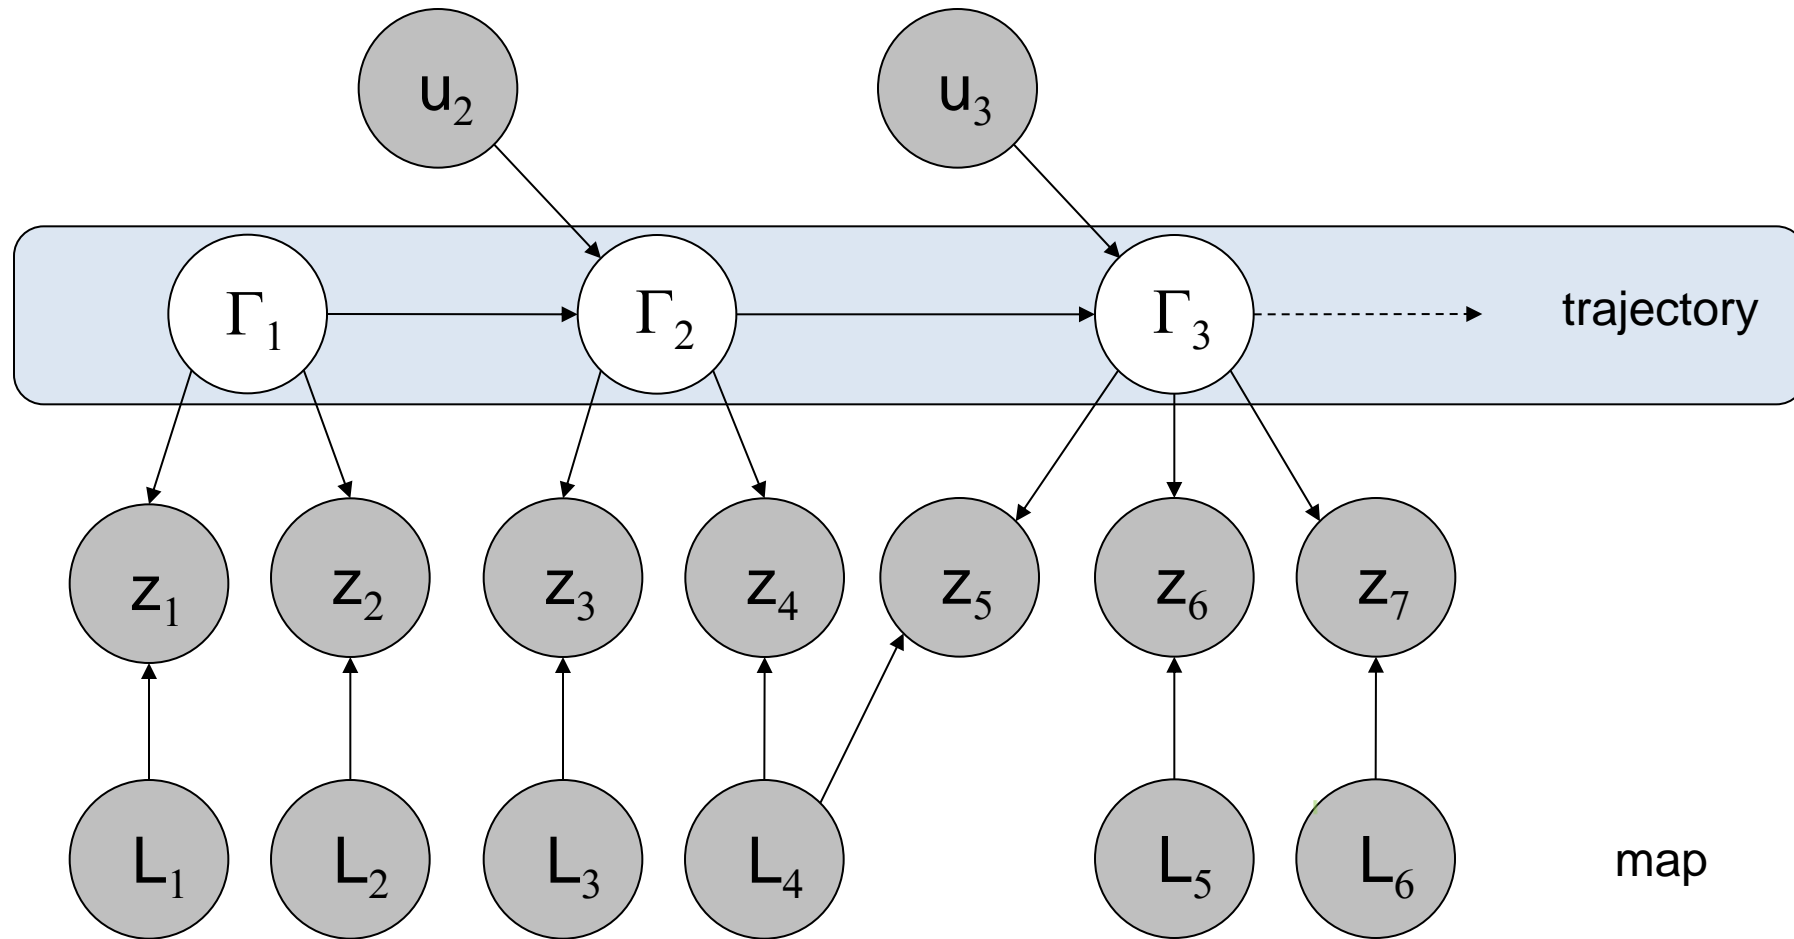 u₂ u₃
Γ₁ Γ₂ Γ₃ trajectory
z₁ z₂ z₃ z₄ z₅ z₆ z₇
L₁ L₂ L₃ L₄ L₅ L₆ map